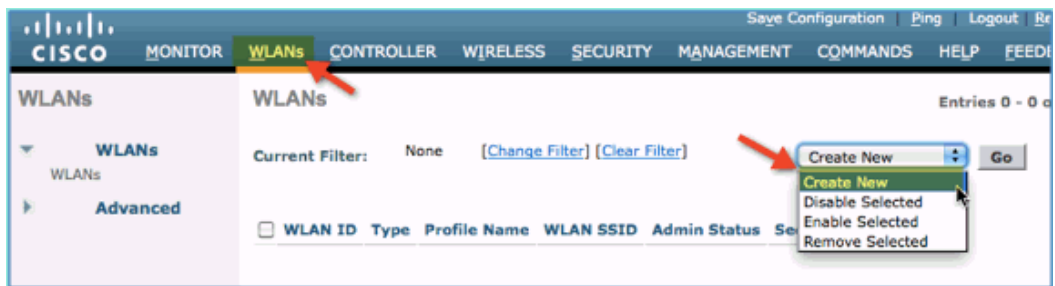 Save Configuration | Ping | Logout | Re
CISCO MONITOR WLANs CONTROLLER WIRELESS SECURITY MANAGEMENT COMMANDS HELP FEED
WLANs
WLANs
Entries 0 - 0 o
WLANs
WLANs
Advanced
Current Filter: None [Change Filter] [Clear Filter]
Create New
Go
Create New
Disable Selected
Enable Selected
Remove Selected
WLAN ID Type Profile Name WLAN SSID Admin Status Se